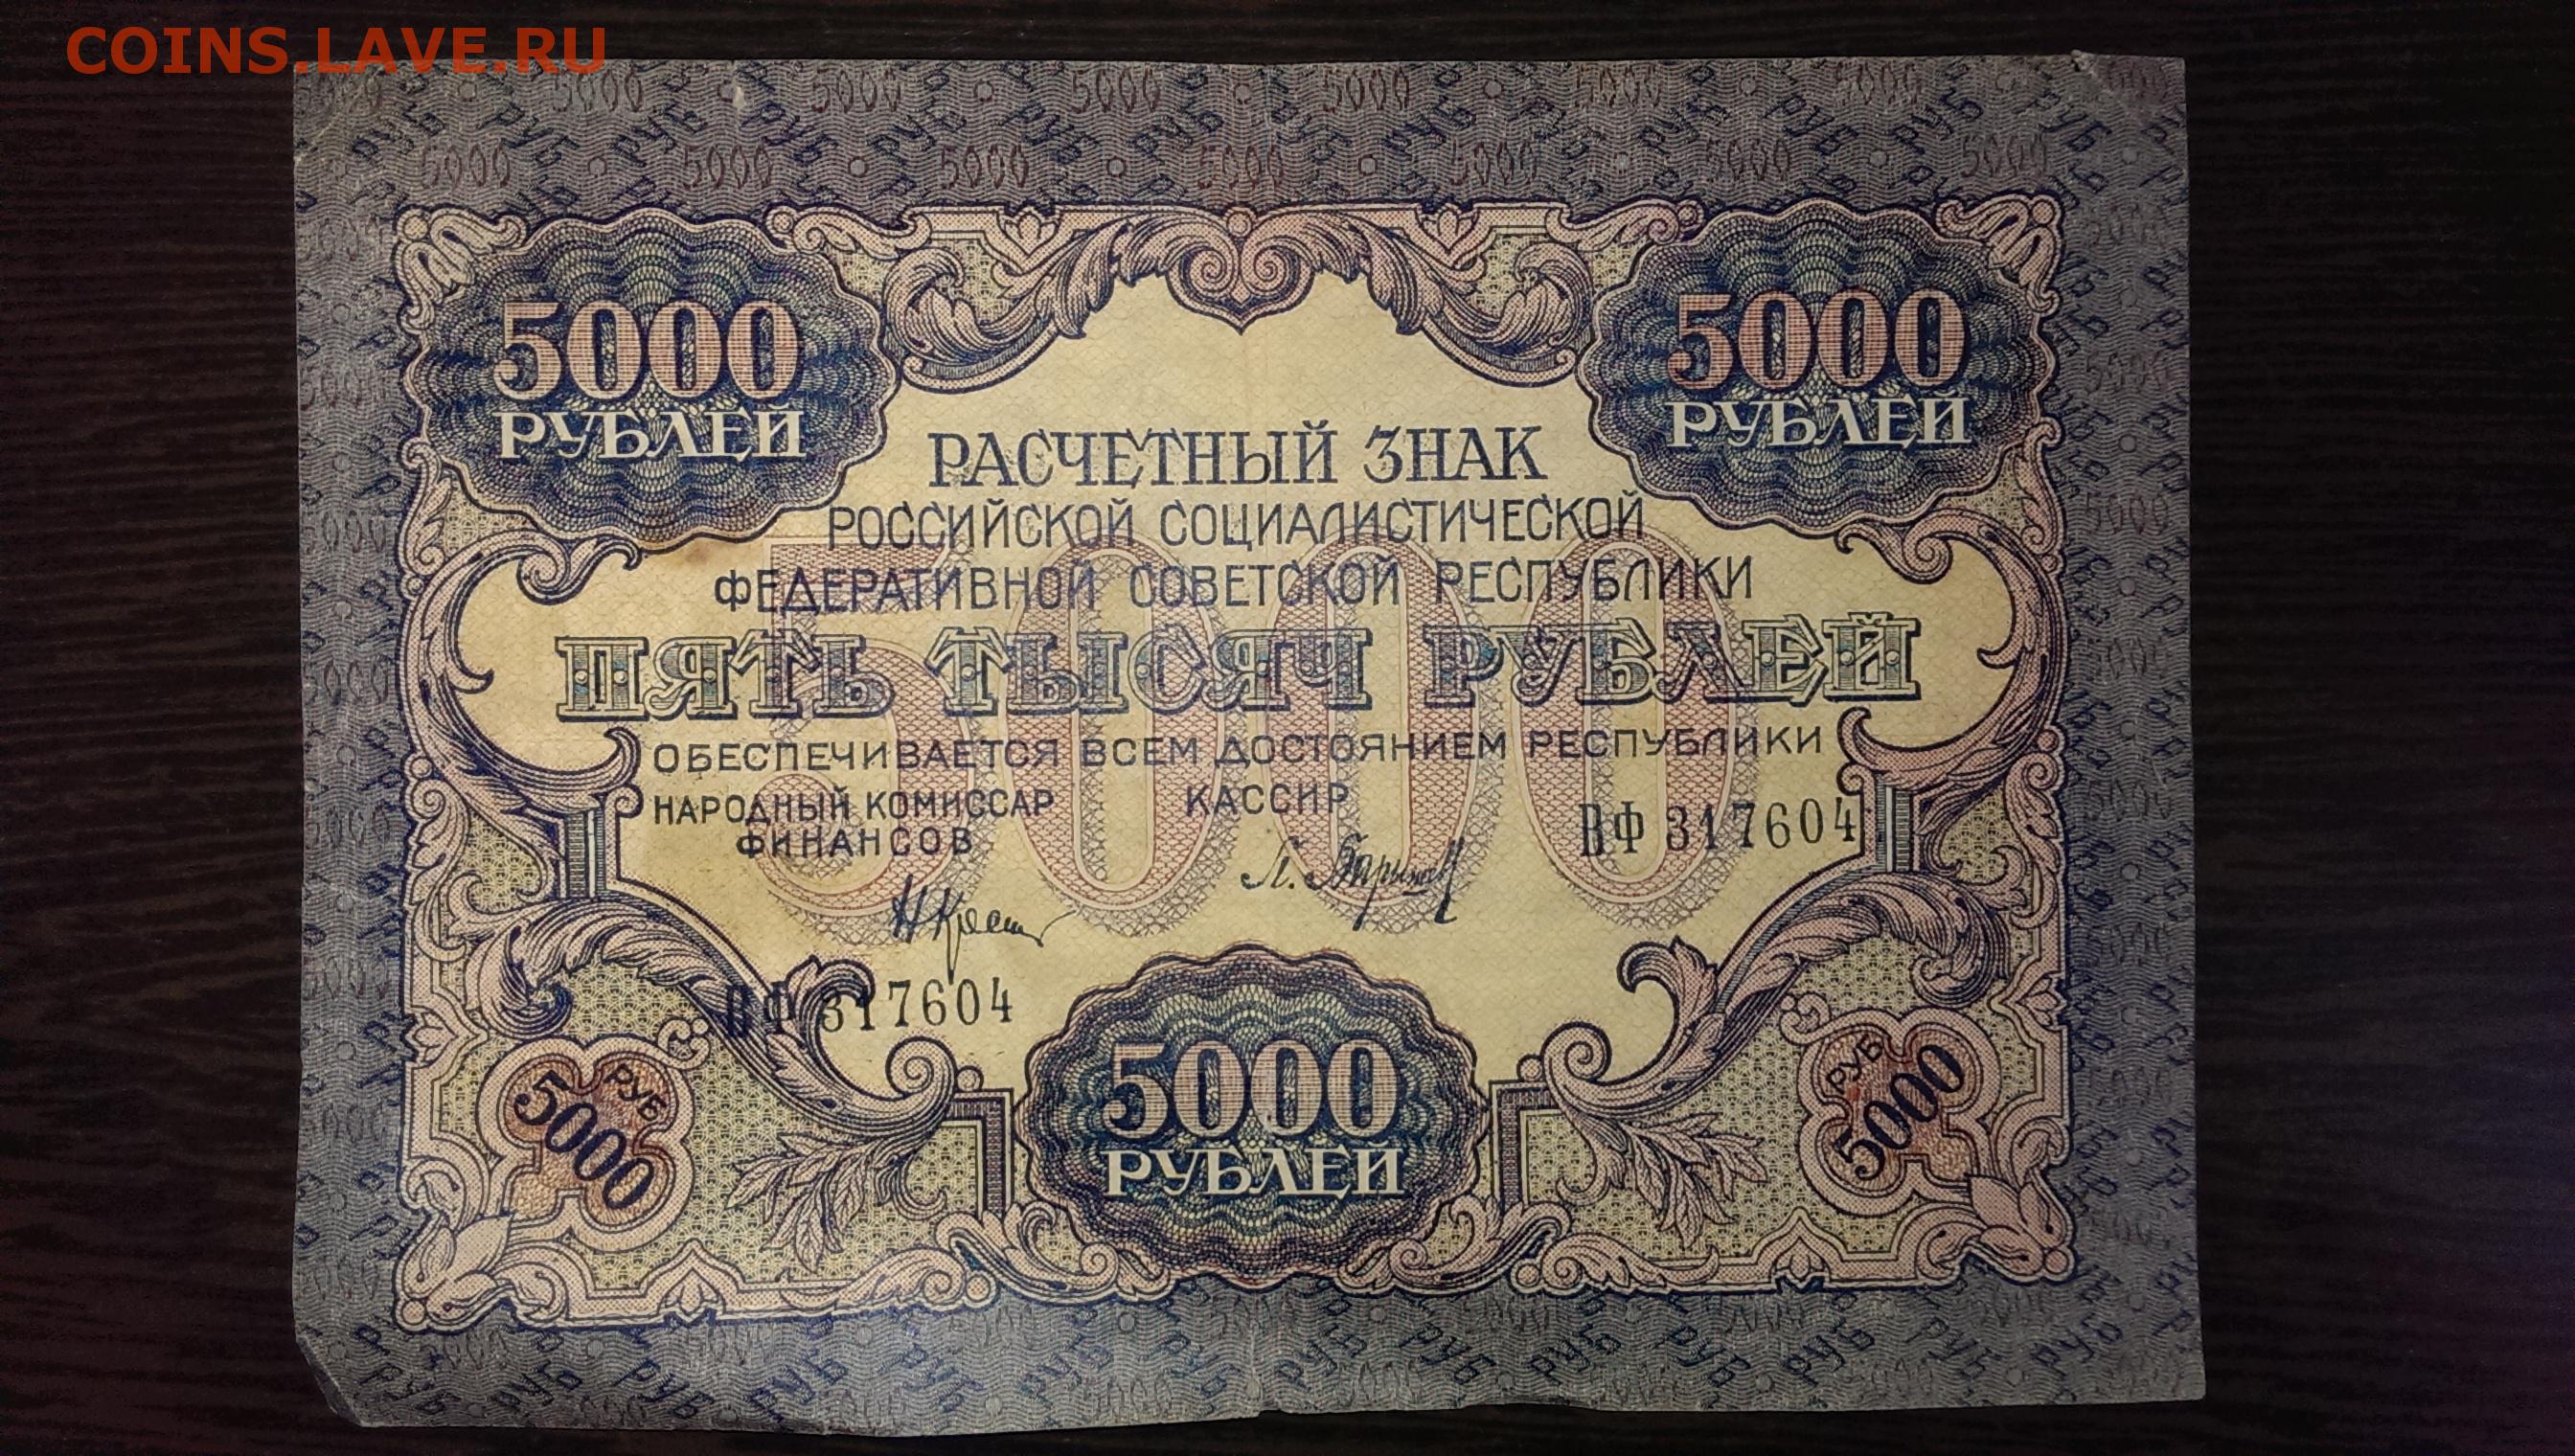 COINS.LAVE.RU
5000
РУБЛЕЙ
5000
РУБЛЕЙ
РАСЧЕТНЫЙ ЗНАК
РОССИЙСКОЙ СОЦИАЛИСТИЧЕСКОЙ
ФЕДЕРАТИВНОЙ СОВЕТСКОЙ РЕСПУБЛИКИ
5000
ПЯТЬ ТЫСЯЧ РУБЛЕЙ
ОБЕСПЕЧИВАЕТСЯ ВСЕМ ДОСТОЯНИЕМ РЕСПУБЛИКИ
НАРОДНЫЙ КОМИССАР
ФИНАНСОВ
КАССИР
ВФ 317604
ВФ 317604
РУБ
5000
5000
РУБЛЕЙ
РУБ
5000